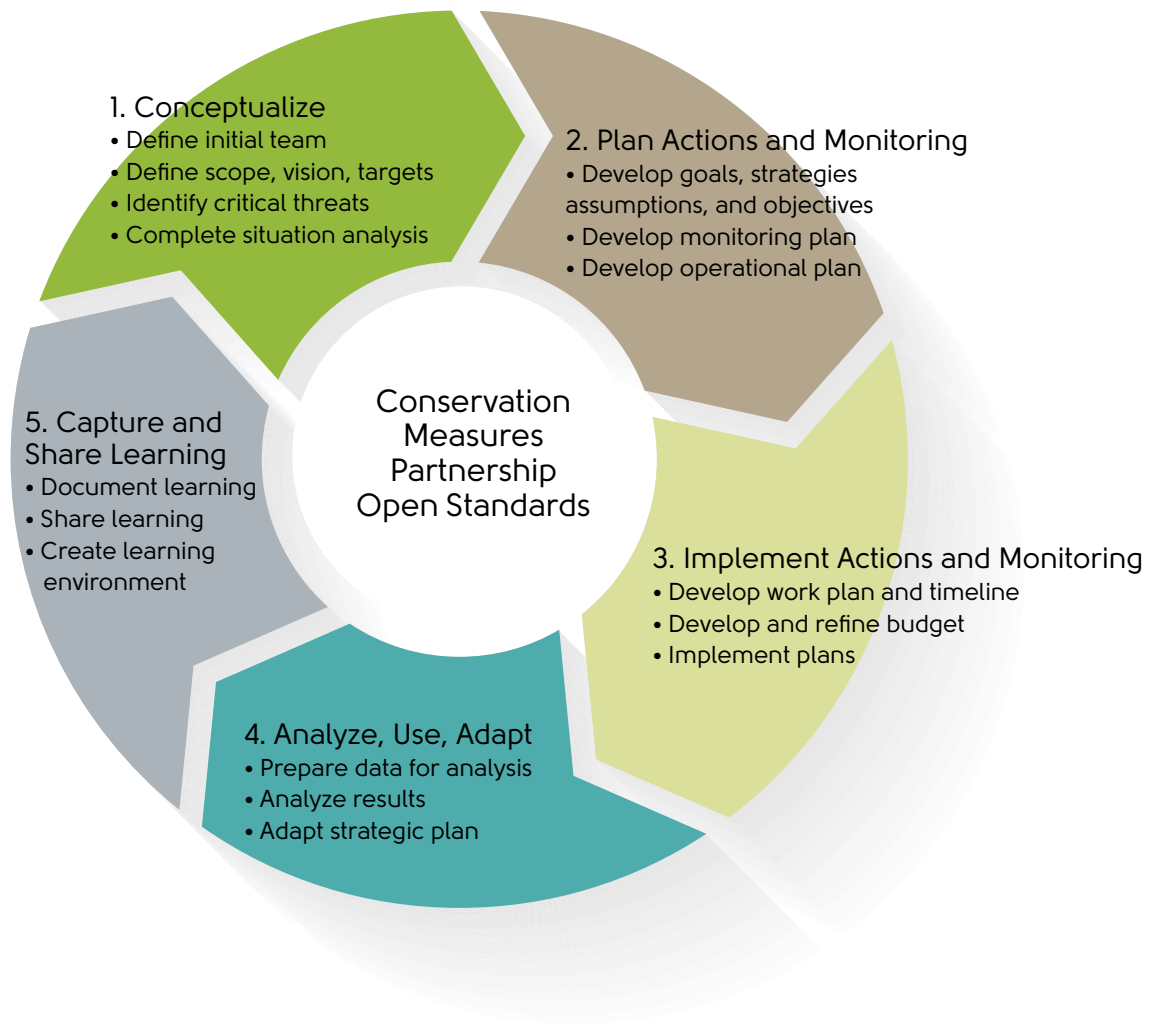 1. Conceptualize
• Define initial team
• Define scope, vision, targets
• Identify critical threats
• Complete situation analysis
2. Plan Actions and Monitoring
• Develop goals, strategies
assumptions, and objectives
• Develop monitoring plan
• Develop operational plan
3. Implement Actions and Monitoring
• Develop work plan and timeline
• Develop and refine budget
• Implement plans
4. Analyze, Use, Adapt
• Prepare data for analysis
• Analyze results
• Adapt strategic plan
5. Capture and
Share Learning
• Document learning
• Share learning
• Create learning
environment
Conservation
Measures
Partnership
Open Standards